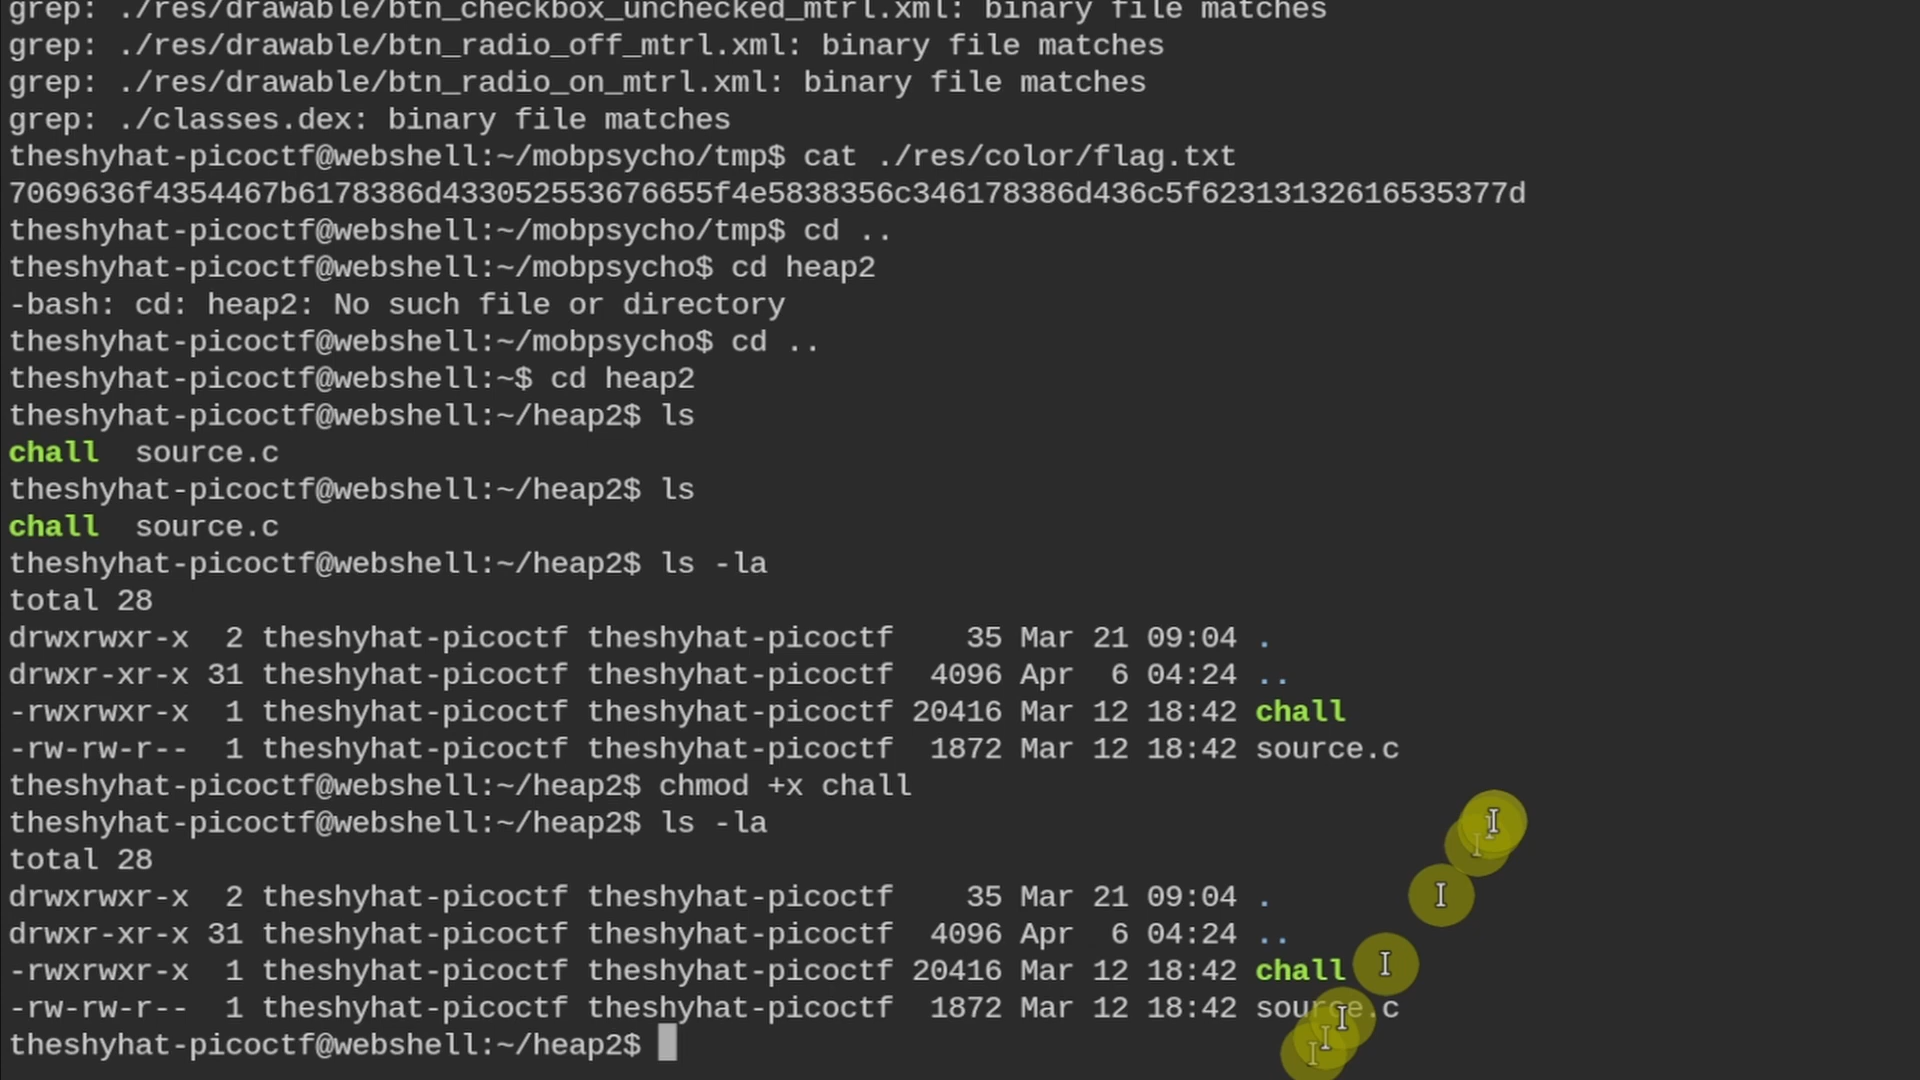 grep: ./res/drawable/btn_checkbox_unchecked_mtrl.xml: binary file matches
grep: ./res/drawable/btn_radio_off_mtrl.xml: binary file matches
grep: ./res/drawable/btn_radio_on_mtrl.xml: binary file matches
grep: ./classes.dex: binary file matches
theshyhat-picoctf@webshell:~/mobpsycho/tmp$ cat ./res/color/flag.txt
7069636f4354467b6178386d433052553676655f4e5838356c346178386d436c5f62313132616535377d
theshyhat-picoctf@webshell:~/mobpsycho/tmp$ cd ..
theshyhat-picoctf@webshell:~/mobpsycho$ cd heap2
-bash: cd: heap2: No such file or directory
theshyhat-picoctf@webshell:~/mobpsycho$ cd ..
theshyhat-picoctf@webshell:~$ cd heap2
theshyhat-picoctf@webshell:~/heap2$ ls
chall  source.c
theshyhat-picoctf@webshell:~/heap2$ ls
chall  source.c
theshyhat-picoctf@webshell:~/heap2$ ls -la
total 28
drwxrwxr-x  2 theshyhat-picoctf theshyhat-picoctf    35 Mar 21 09:04 .
drwxr-xr-x 31 theshyhat-picoctf theshyhat-picoctf  4096 Apr  6 04:24 ..
-rwxrwxr-x  1 theshyhat-picoctf theshyhat-picoctf 20416 Mar 12 18:42 chall
-rw-rw-r--  1 theshyhat-picoctf theshyhat-picoctf  1872 Mar 12 18:42 source.c
theshyhat-picoctf@webshell:~/heap2$ chmod +x chall
theshyhat-picoctf@webshell:~/heap2$ ls -la
total 28
drwxrwxr-x  2 theshyhat-picoctf theshyhat-picoctf    35 Mar 21 09:04 .
drwxr-xr-x 31 theshyhat-picoctf theshyhat-picoctf  4096 Apr  6 04:24 ..
-rwxrwxr-x  1 theshyhat-picoctf theshyhat-picoctf 20416 Mar 12 18:42 chall
-rw-rw-r--  1 theshyhat-picoctf theshyhat-picoctf  1872 Mar 12 18:42 source.c
theshyhat-picoctf@webshell:~/heap2$